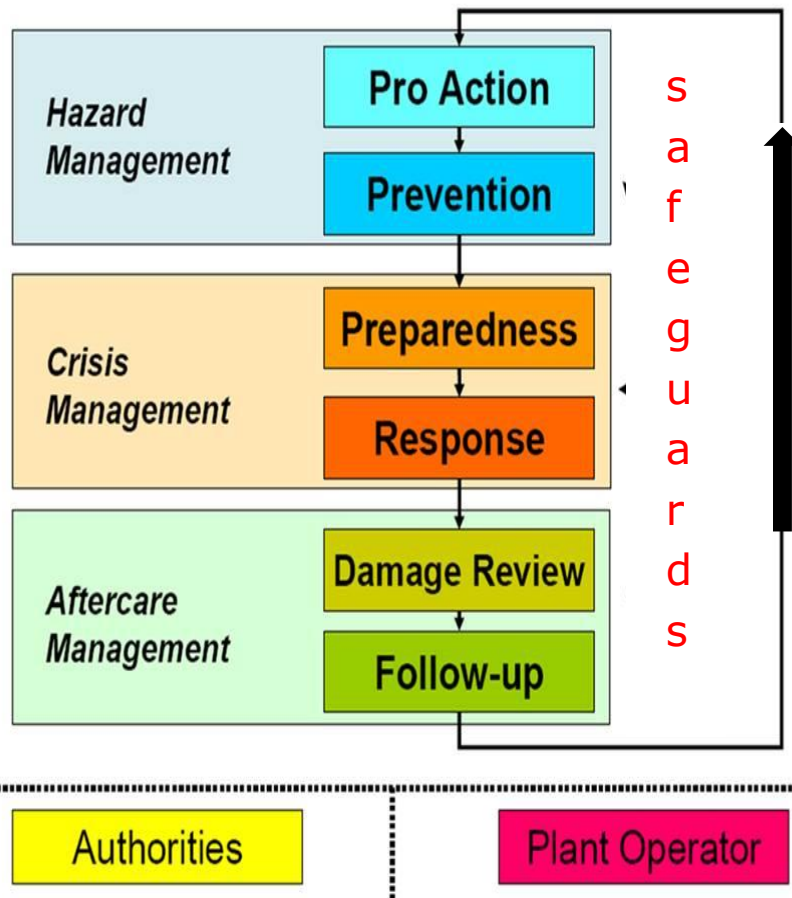 Hazard
Management
Pro Action
Prevention
Crisis
Management
Preparedness
Response
Aftercare
Management
Damage Review
Follow-up
s
a
f
e
g
u
a
r
d
s
Authorities
Plant Operator